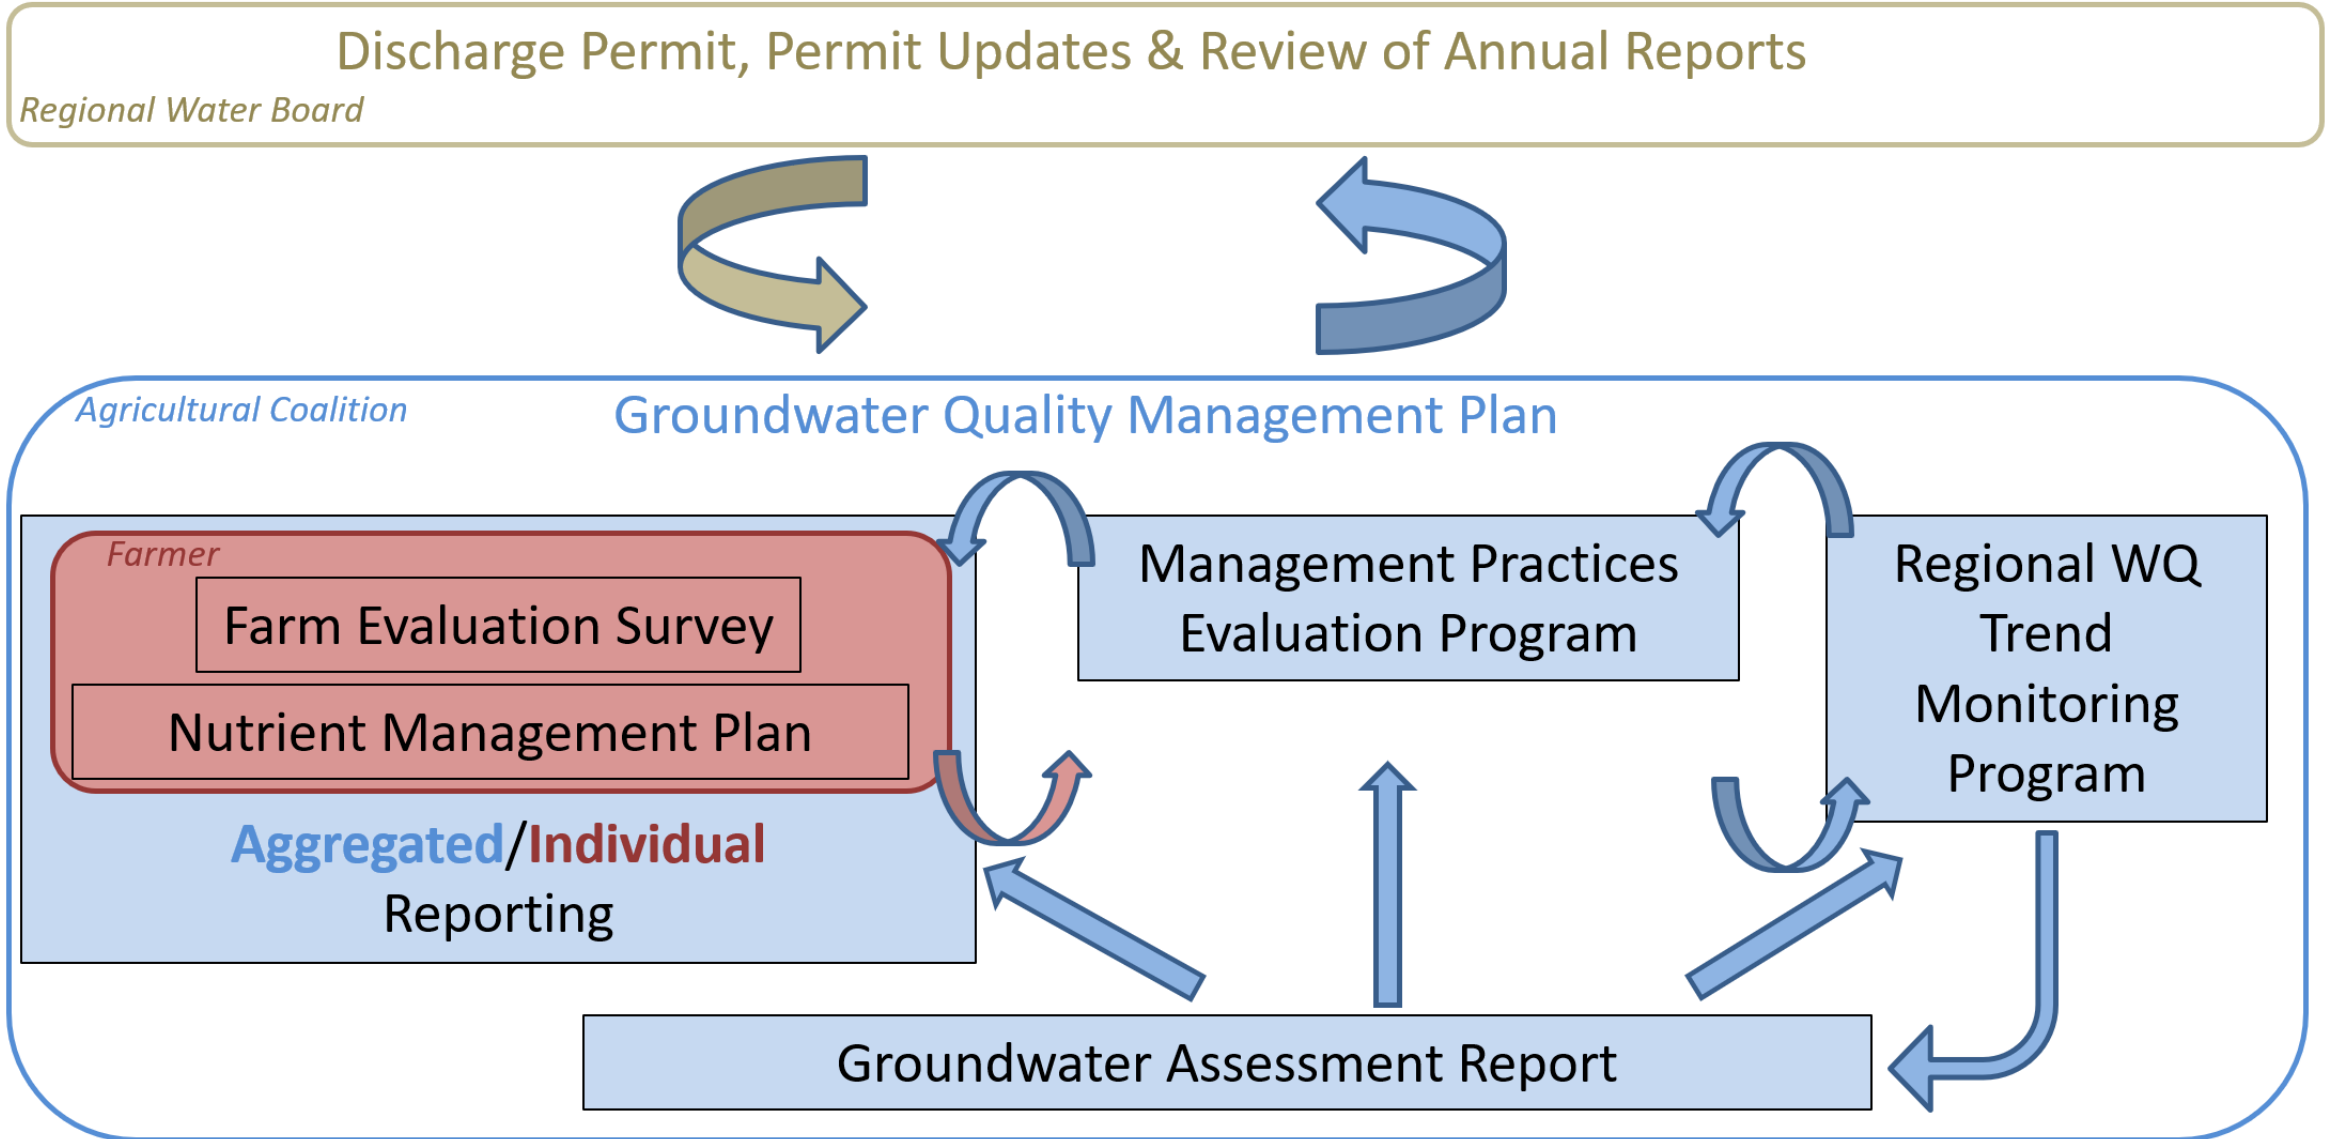 Discharge Permit, Permit Updates & Review of Annual Reports
Regional Water Board
Agricultural Coalition
Groundwater Quality Management Plan
Farmer
Farm Evaluation Survey
Nutrient Management Plan
Aggregated/Individual
Reporting
Management Practices
Evaluation Program
Regional WQ
Trend
Monitoring
Program
Groundwater Assessment Report